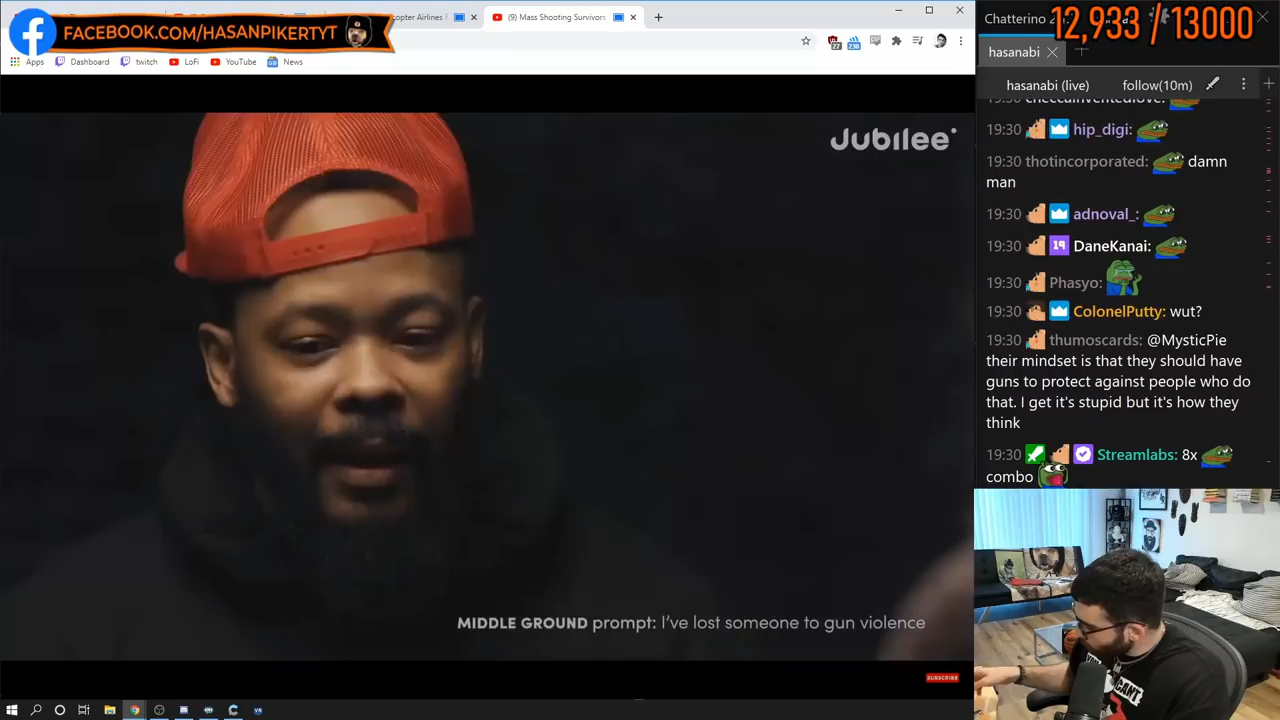 FACEBOOK.COM/HASANPIKERTYT
copter Airlines
(9) Mass Shooting Survivors
Apps
Dashboard
twitch
LoFi
YouTube
News
Jubilee
MIDDLE GROUND prompt: I've lost someone to gun violence
SUBSCRIBE
12,933 / 13000
hasanabi
hasanabi (live)
follow(10m)
19:30 hip_digi:
19:30 thotincorporated: damn
man
19:30 adnoval_:
19:30 19 DaneKanai:
19:30 Phasyo:
19:30 ColonelPutty: wut?
19:30 thumoscards: @MysticPie
their mindset is that they should have
guns to protect against people who do
that. I get it's stupid but it's how they
think
19:30 Streamlabs: 8x
combo